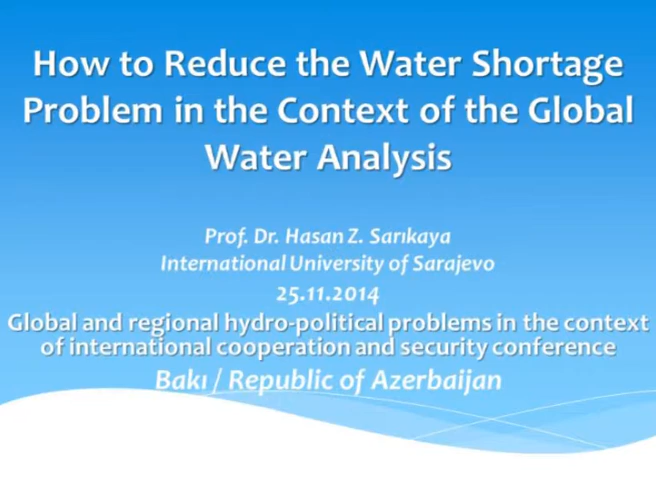 How to Reduce the Water Shortage
Problem in the Context of the Global
Water Analysis
Prof. Dr. Hasan Z. Sarıkaya
International University of Sarajevo
25.11.2014
Global and regional hydro-political problems in the context
of international cooperation and security conference
Bakı / Republic of Azerbaijan